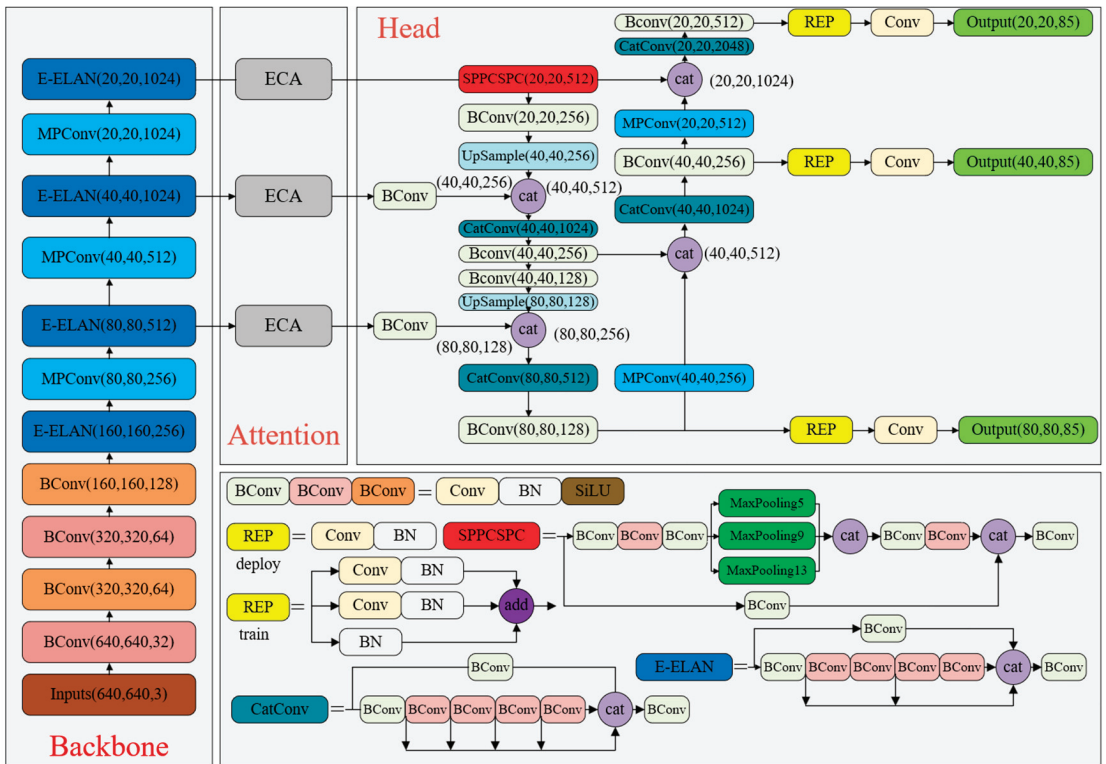 E-ELAN(20,20,1024)
MPConv(20,20,1024)
E-ELAN(40,40,1024)
MPConv(40,40,512)
E-ELAN(80,80,512)
MPConv(80,80,256)
E-ELAN(160,160,256)
BConv(160,160,128)
BConv(320,320,64)
BConv(320,320,64)
BConv(640,640,32)
Inputs(640,640,3)
Backbone
ECA
ECA
ECA
Attention
Head
SPPCSPC(20,20,512)
BConv(20,20,256)
UpSample(40,40,256)
BConv
(40,40,256)
cat
(40,40,512)
CatConv(40,40,1024)
Bconv(40,40,256)
Bconv(40,40,128)
UpSample(80,80,128)
BConv
(80,80,128)
cat
(80,80,256)
CatConv(80,80,512)
BConv(80,80,128)
Bconv(20,20,512)
CatConv(20,20,2048)
cat
(20,20,1024)
MPConv(20,20,512)
BConv(40,40,256)
CatConv(40,40,1024)
cat
(40,40,512)
MPConv(40,40,256)
REP
Conv
Output(20,20,85)
REP
Conv
Output(40,40,85)
REP
Conv
Output(80,80,85)
BConv BConv BConv = Conv BN SiLU
REP = Conv BN
deploy
REP =
train
Conv BN
Conv BN
BN
add
SPPCSPC =
BConv BConv BConv
MaxPooling5
MaxPooling9
MaxPooling13
cat
BConv BConv
cat
BConv
BConv
CatConv =
BConv
BConv BConv BConv BConv BConv
cat
BConv
E-ELAN =
BConv
BConv BConv BConv BConv BConv
cat
BConv